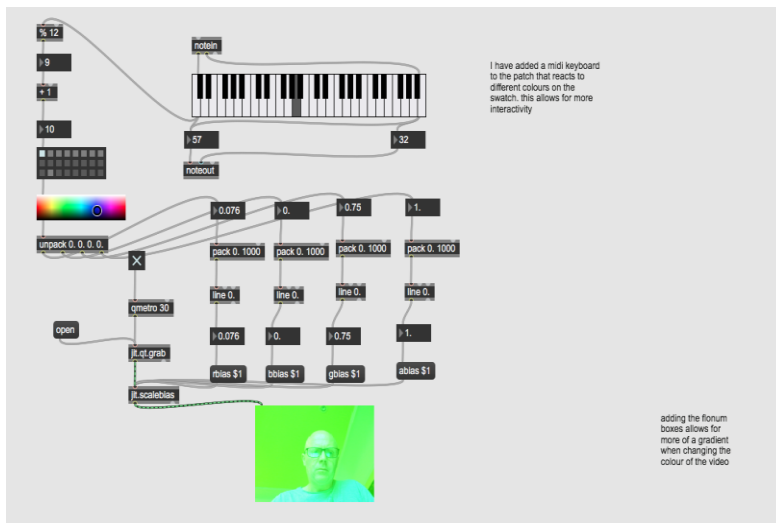 % 12
notein
9
I have added a midi keyboard
to the patch that reacts to
different colours on the
swatch. this allows for more
interactivity
+ 1
10
57
32
noteout
0.076
0.
0.75
1.
unpack 0. 0. 0. 0.
pack 0. 1000
pack 0. 1000
pack 0. 1000
pack 0. 1000
line 0.
line 0.
line 0.
line 0.
qmetro 30
open
0.076
0.
0.75
1.
jit.qt.grab
rbias $1
bbias $1
gbias $1
abias $1
jit.scalebias
adding the flonum
boxes allows for
more of a gradient
when changing the
colour of the video